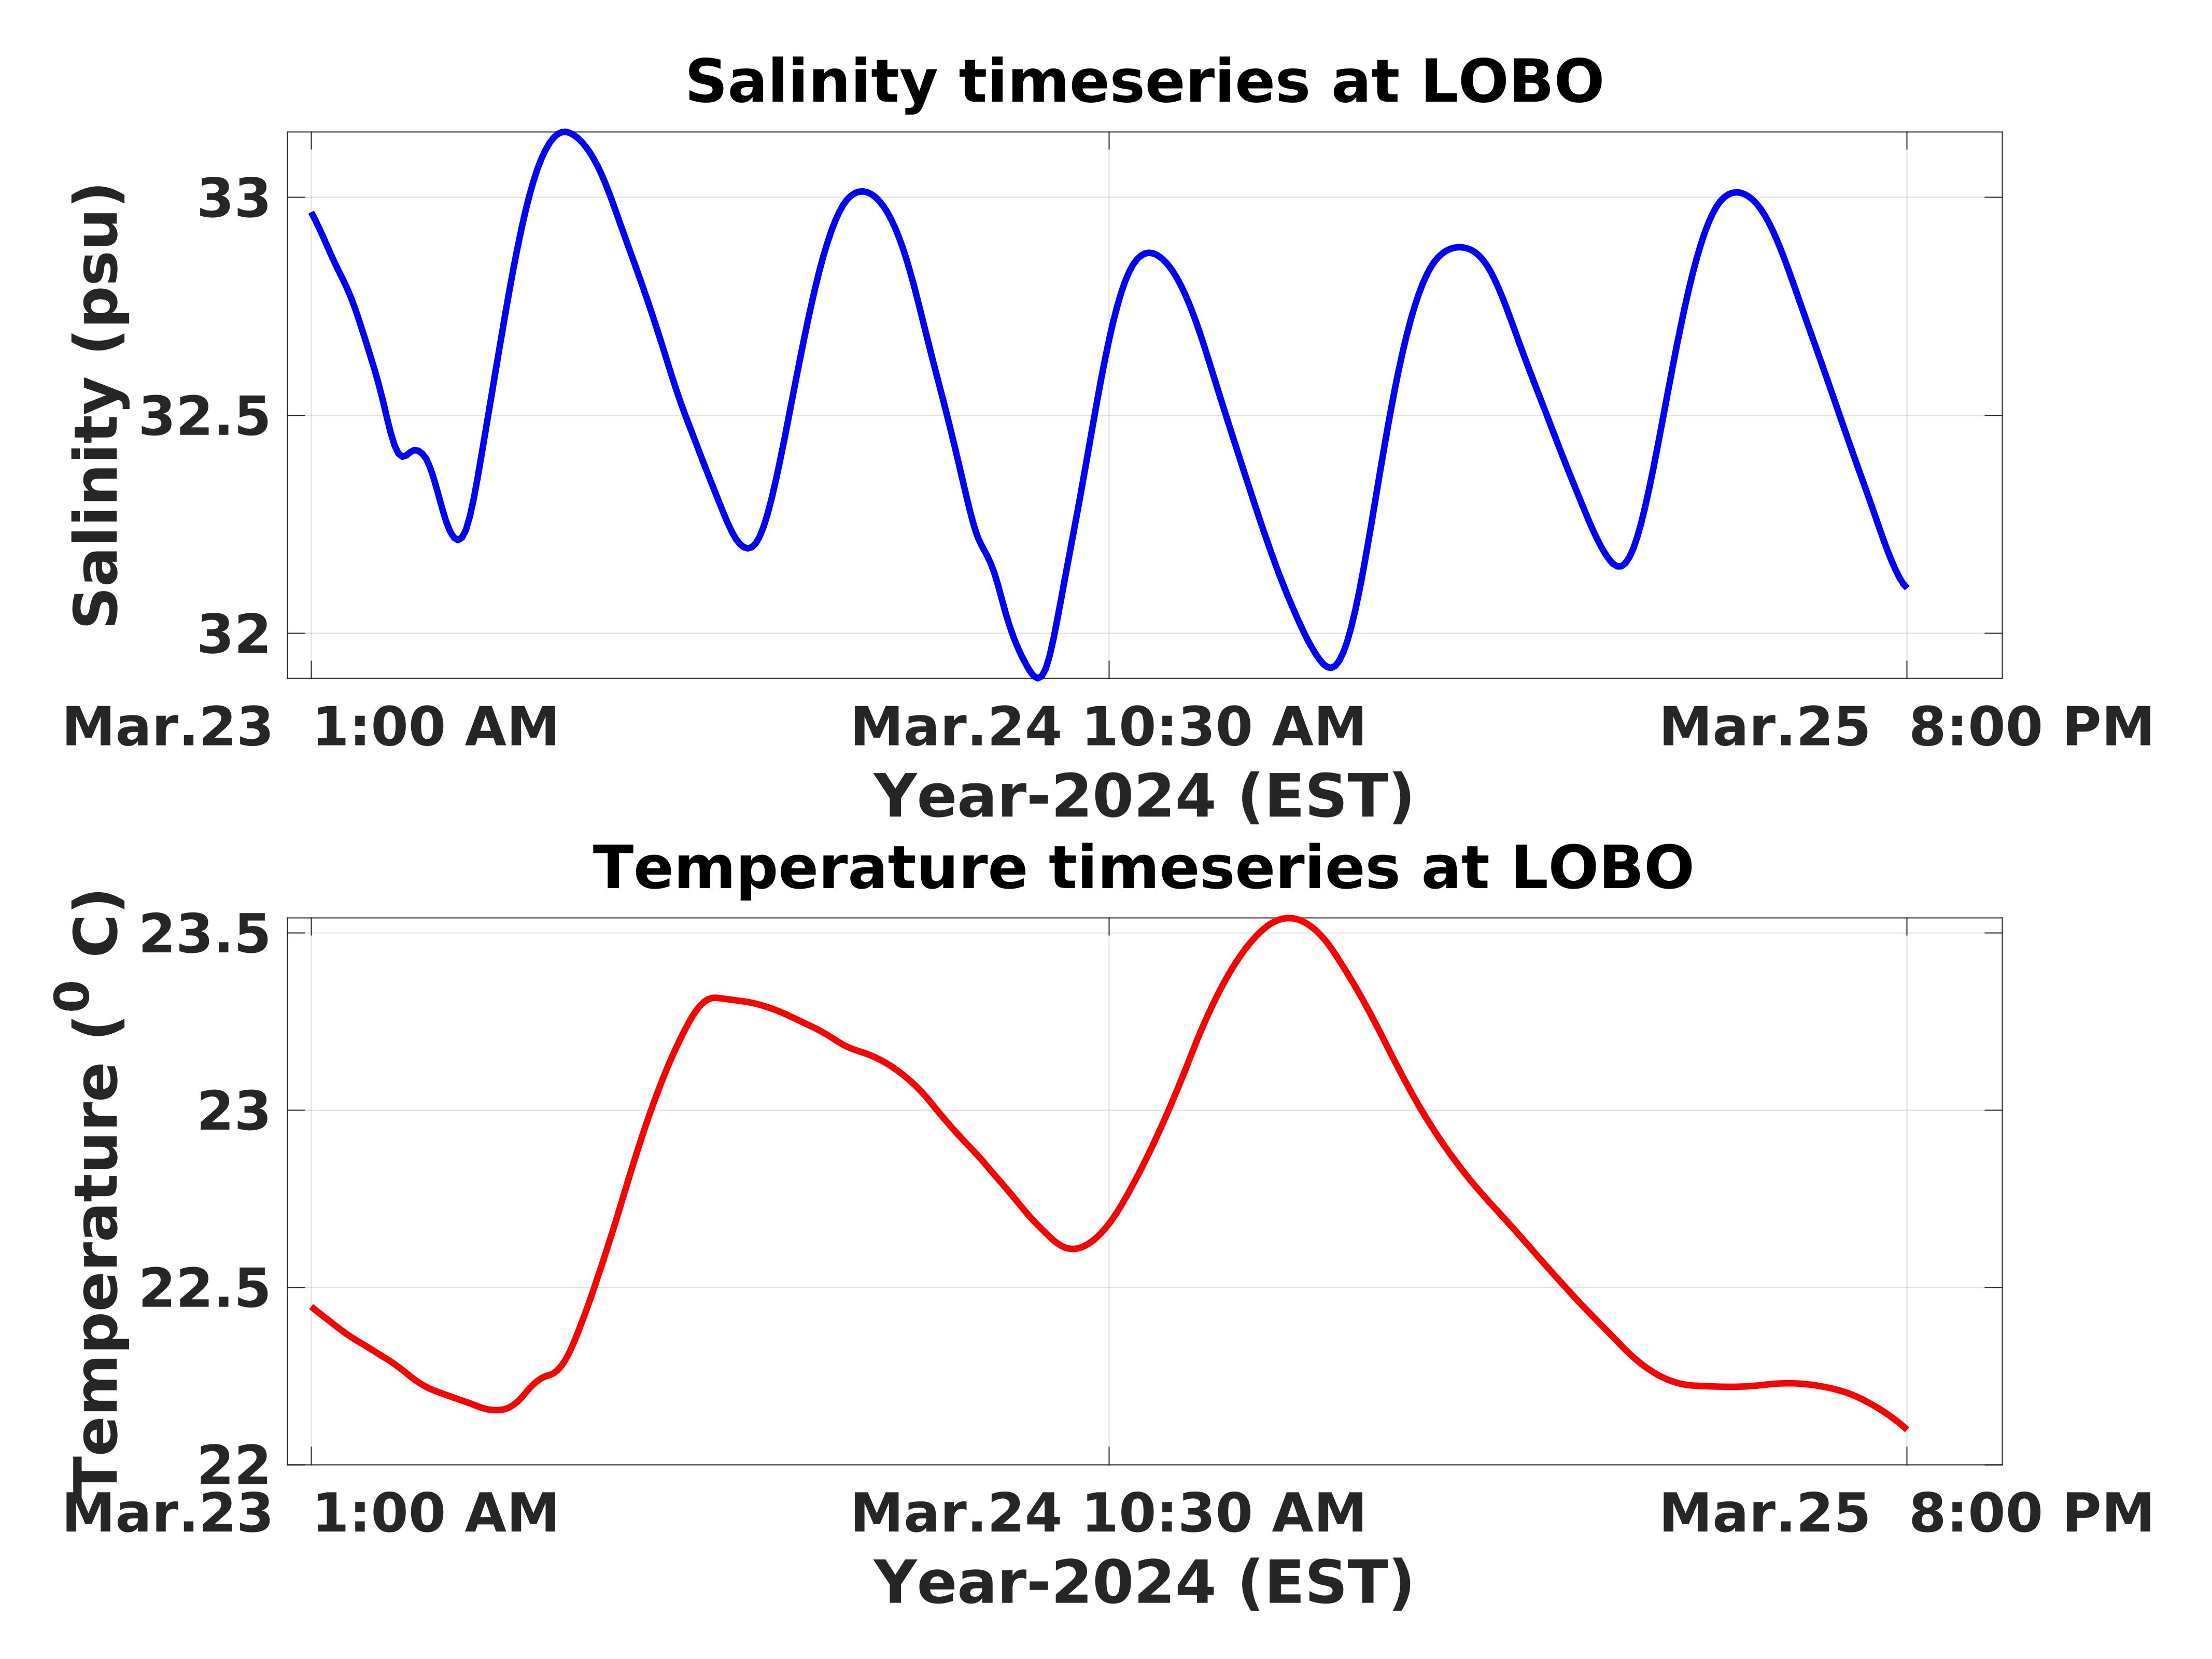 Salinity timeseries at LOBO
Salinity (psu)
33
32.5
32
Mar.23 1:00 AM Mar.24 10:30 AM Mar.25 8:00 PM
Year-2024 (EST)
Temperature timeseries at LOBO
Temperature (⁰ C)
23.5
23
22.5
22
Mar.23 1:00 AM Mar.24 10:30 AM Mar.25 8:00 PM
Year-2024 (EST)